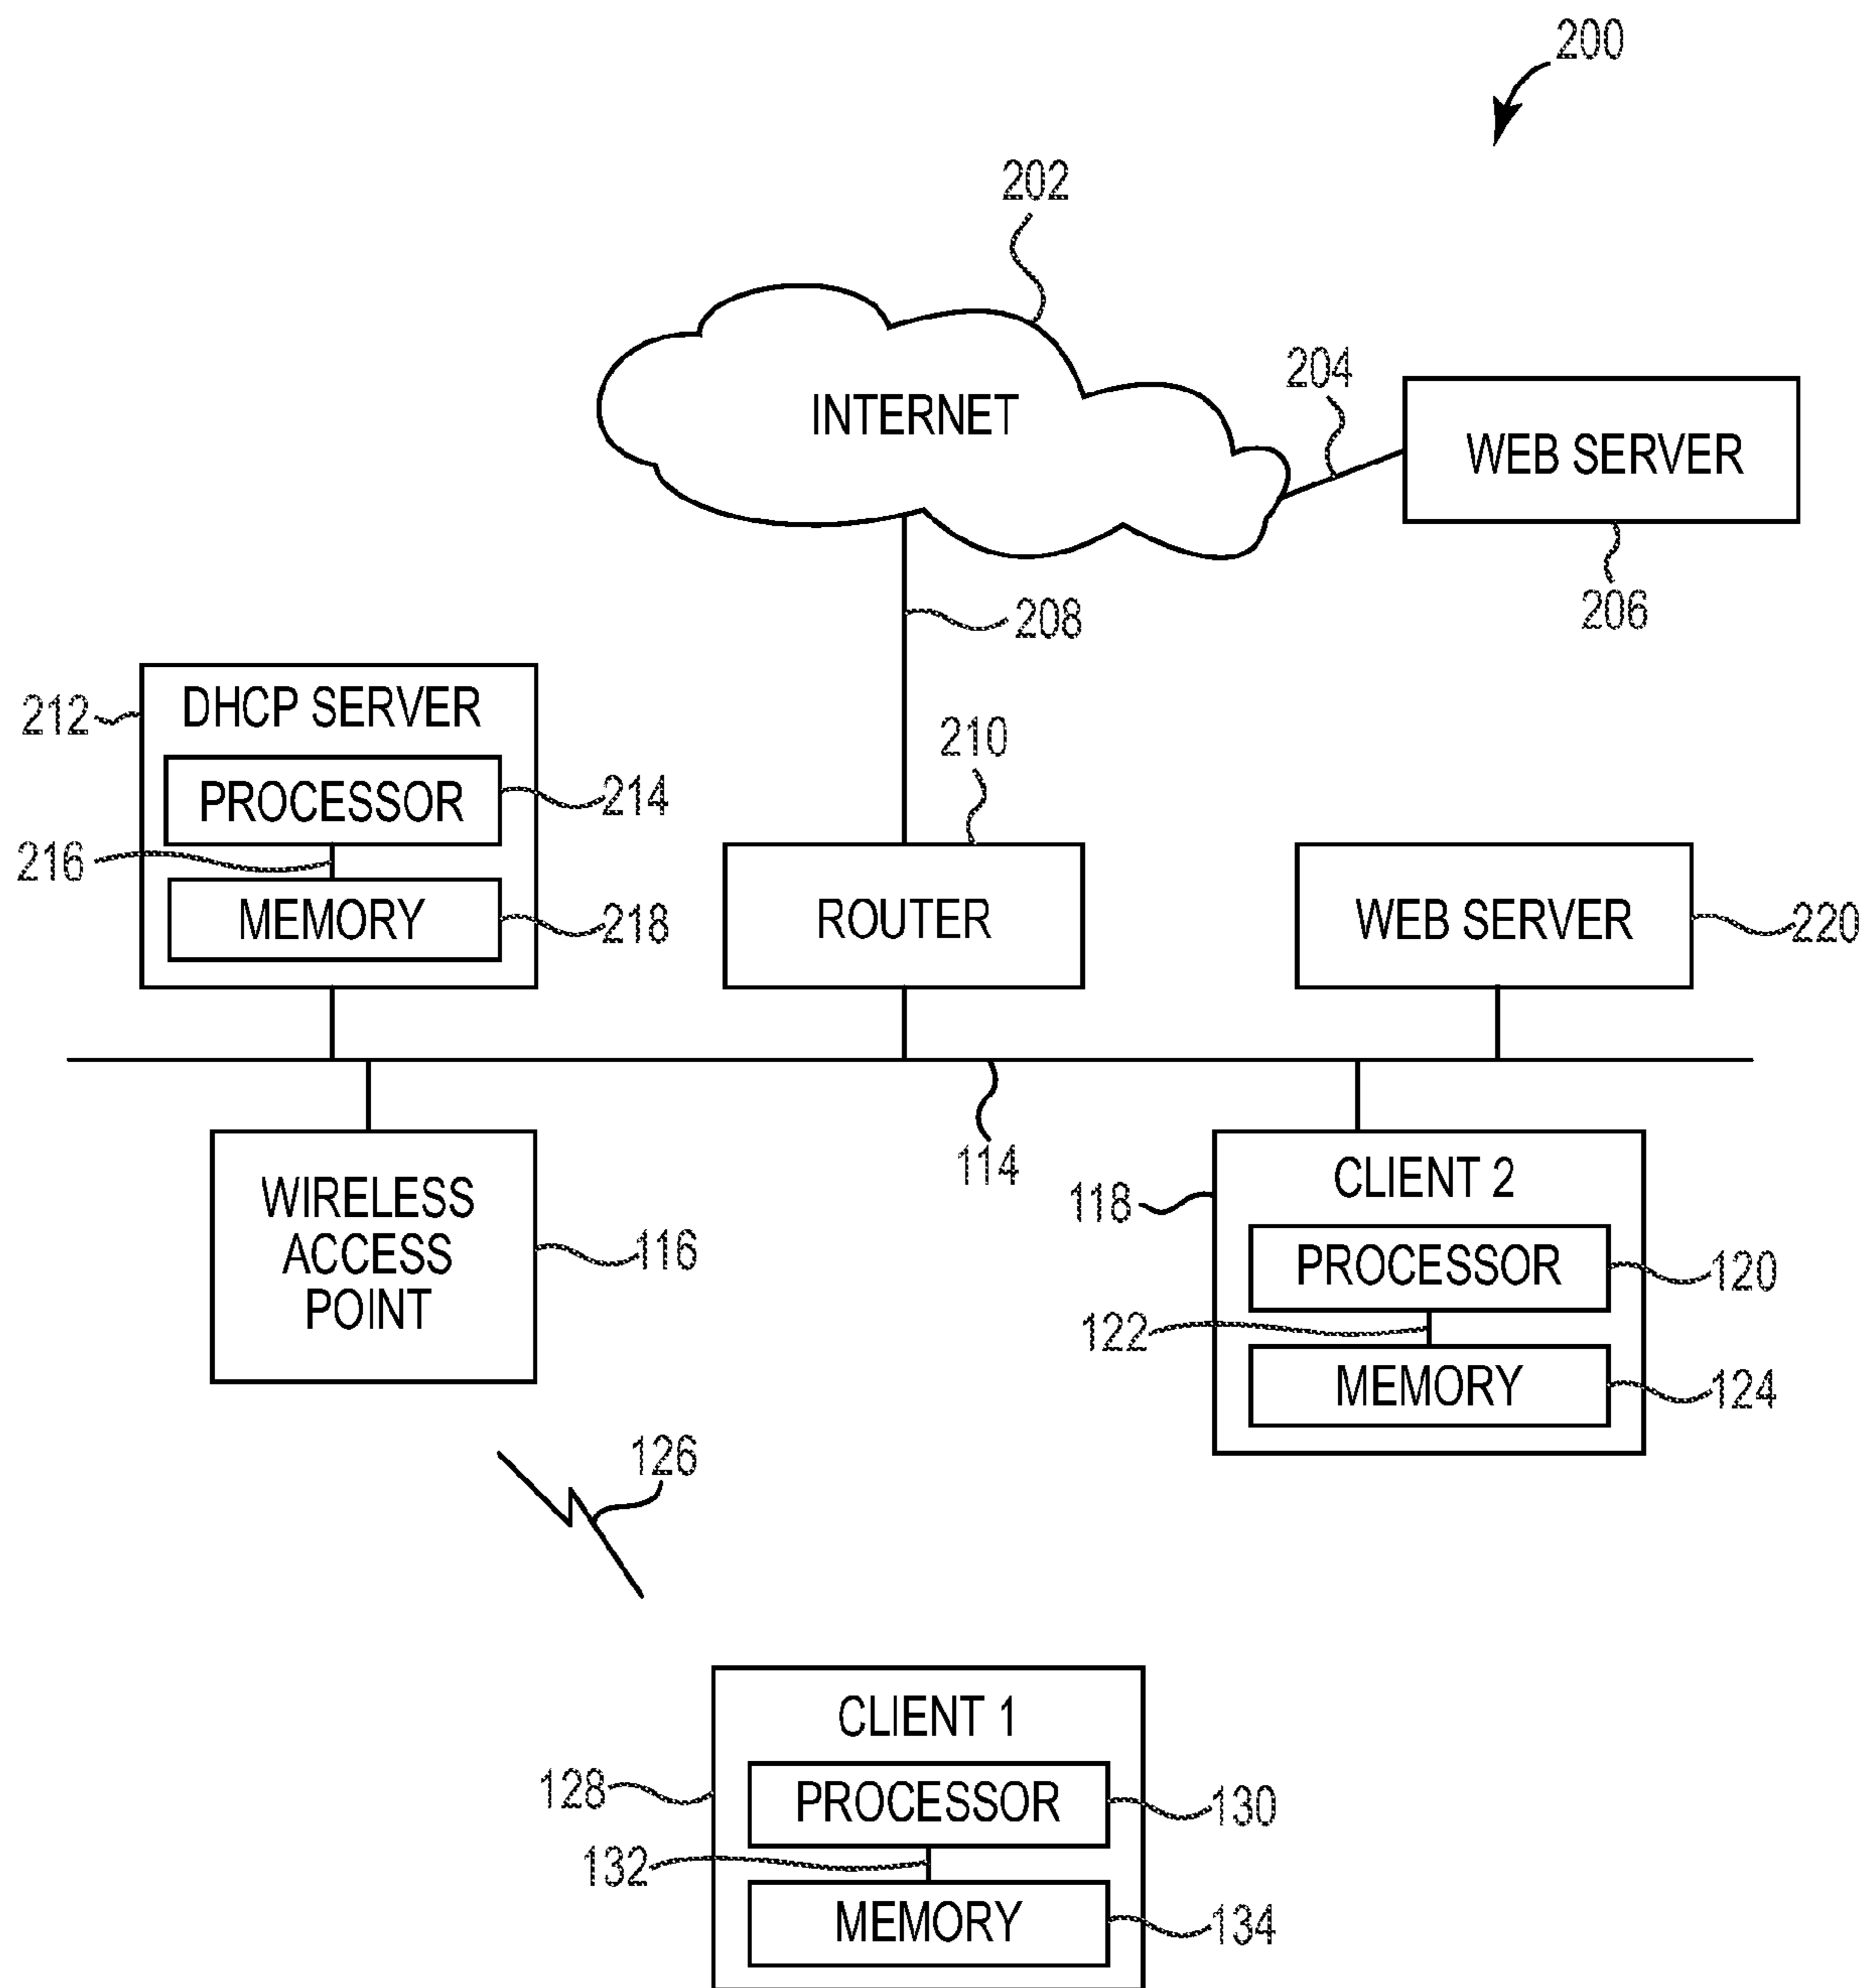 200
202
INTERNET
204
WEB SERVER
206
208
212
DHCP SERVER
PROCESSOR
214
216
MEMORY
218
210
ROUTER
WEB SERVER
220
114
WIRELESS
ACCESS
POINT
116
118
CLIENT 2
PROCESSOR
120
122
MEMORY
124
126
CLIENT 1
128
PROCESSOR
130
132
MEMORY
134